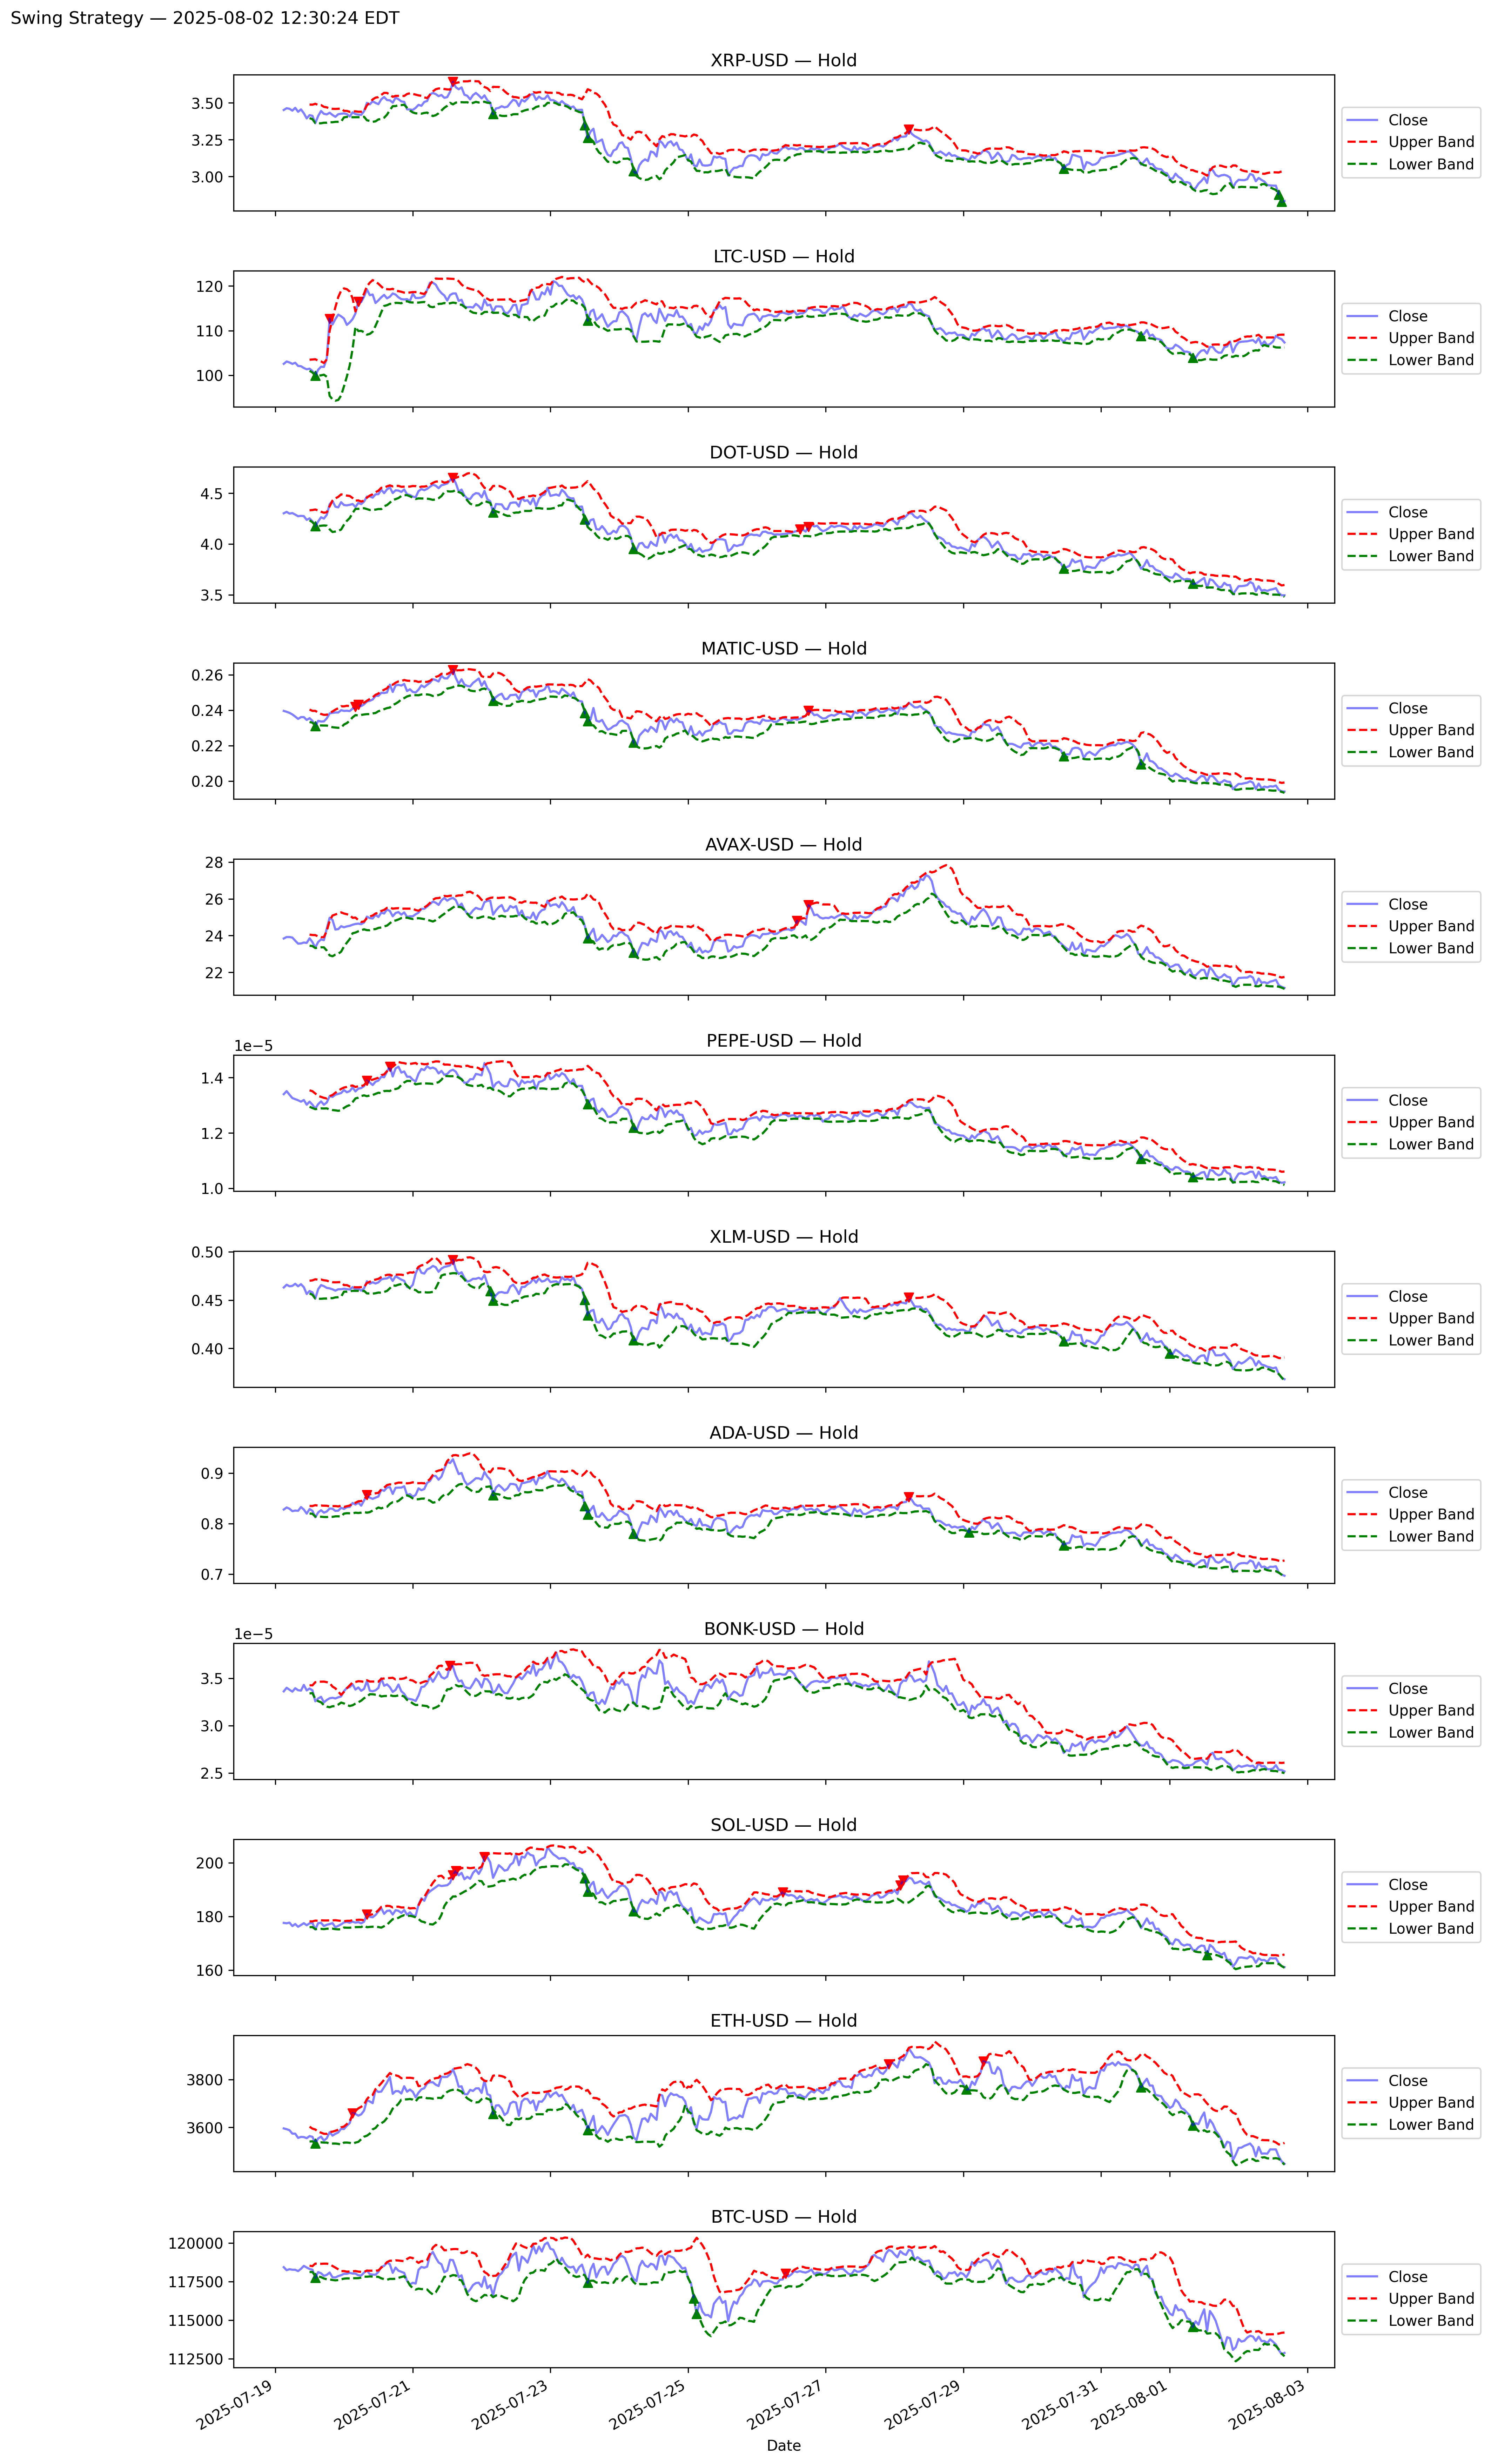 Swing Strategy — 2025-08-02 12:30:24 EDT
XRP-USD — Hold
3.50
3.25
3.00
Close
Upper Band
Lower Band
LTC-USD — Hold
120
110
100
Close
Upper Band
Lower Band
DOT-USD — Hold
4.5
4.0
3.5
Close
Upper Band
Lower Band
MATIC-USD — Hold
0.26
0.24
0.22
0.20
Close
Upper Band
Lower Band
AVAX-USD — Hold
28
26
24
22
Close
Upper Band
Lower Band
PEPE-USD — Hold
1e−5
1.4
1.2
1.0
Close
Upper Band
Lower Band
XLM-USD — Hold
0.50
0.45
0.40
Close
Upper Band
Lower Band
ADA-USD — Hold
0.9
0.8
0.7
Close
Upper Band
Lower Band
BONK-USD — Hold
1e−5
3.5
3.0
2.5
Close
Upper Band
Lower Band
SOL-USD — Hold
200
180
160
Close
Upper Band
Lower Band
ETH-USD — Hold
3800
3600
Close
Upper Band
Lower Band
BTC-USD — Hold
120000
117500
115000
112500
Close
Upper Band
Lower Band
2025-07-19
2025-07-21
2025-07-23
2025-07-25
2025-07-27
2025-07-29
2025-07-31
2025-08-01
2025-08-03
Date